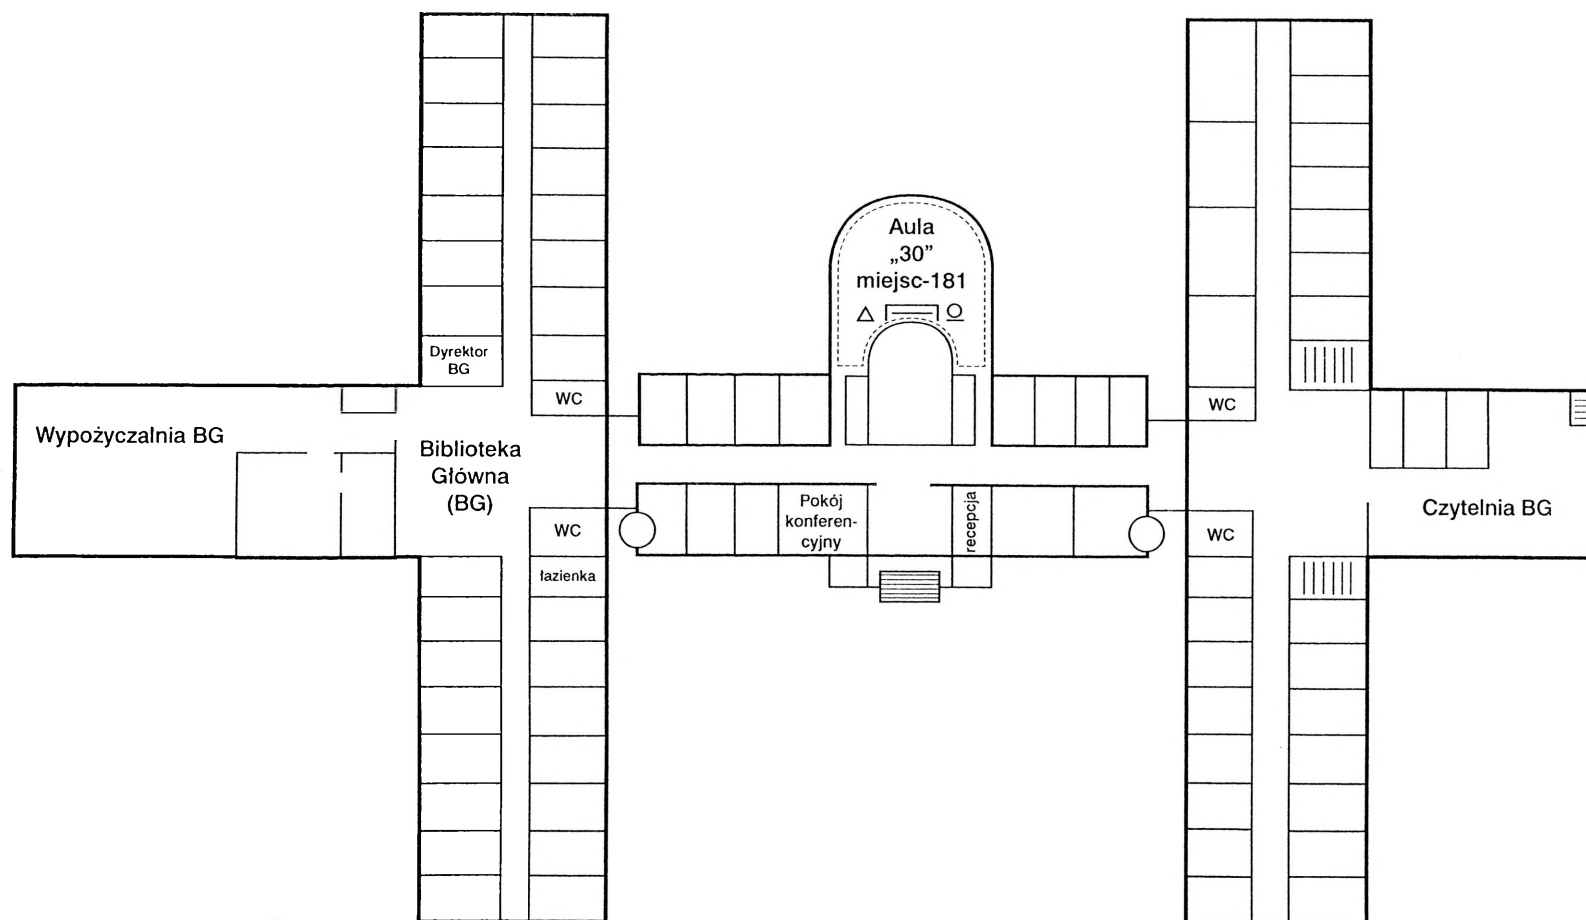 Aula
„30”
miejsc-181
Dyrektor
BG
WC
WC
Wypożyczalnia BG
Biblioteka
Główna
(BG)
Pokój
konferen-
cyjny
recepcja
Czytelnia BG
WC
WC
łazienka